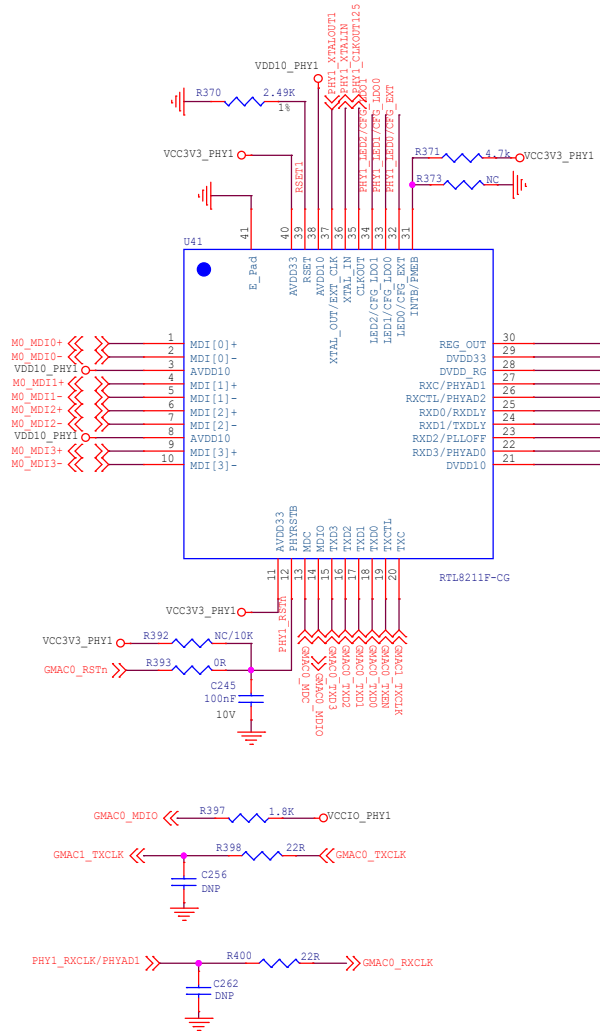 PHY1_XTALOUT1
PHY1_XTALIN
PHY1_CLKOUT125
VDD10_PHY1
R370
2.49K
1%
VCC3V3_PHY1
RSET1
PHY1_LED2/CFG_LDO1
PHY1_LED1/CFG_LDO0
PHY1_LED0/CFG_EXT
R371
4.7k
VCC3V3_PHY1
R373
NC
41
40
39
38
37
36
35
34
33
32
31
U41
E_Pad
AVDD33
RSET
AVDD10
XTAL_OUT/EXT_CLK
XTAL_IN
CLKOUT
LED2/CFG_LDO1
LED1/CFG_LDO0
LED0/CFG_EXT
INTB/PMEB
M0_MDI0+ 1 MDI[0]+
M0_MDI0- 2 MDI[0]-
VDD10_PHY1 3 AVDD10
M0_MDI1+ 4 MDI[1]+
M0_MDI1- 5 MDI[1]-
M0_MDI2+ 6 MDI[2]+
M0_MDI2- 7 MDI[2]-
VDD10_PHY1 8 AVDD10
M0_MDI3+ 9 MDI[3]+
M0_MDI3- 10 MDI[3]-
REG_OUT 30
DVDD33 29
DVDD_RG 28
RXC/PHYAD1 27
RXCTL/PHYAD2 26
RXD0/RXDLY 25
RXD1/TXDLY 24
RXD2/PLLOFF 23
RXD3/PHYAD0 22
DVDD10 21
AVDD33
PHYRSTB
MDC
MDIO
TXD3
TXD2
TXD1
TXD0
TXCTL
TXC
11
12
13
14
15
16
17
18
19
20
RTL8211F-CG
VCC3V3_PHY1
PHY1_RSTn
VCC3V3_PHY1
R392
NC/10K
GMAC0_RSTn
R393
0R
C245
100nF
10V
GMAC0_MDC
GMAC0_MDIO
GMAC0_TXD3
GMAC0_TXD2
GMAC0_TXD1
GMAC0_TXD0
GMAC0_TXEN
GMAC1_TXCLK
GMAC0_MDIO
R397
1.8K
VCCIO_PHY1
GMAC1_TXCLK
R398
22R
GMAC0_TXCLK
C256
DNP
PHY1_RXCLK/PHYAD1
R400
22R
GMAC0_RXCLK
C262
DNP